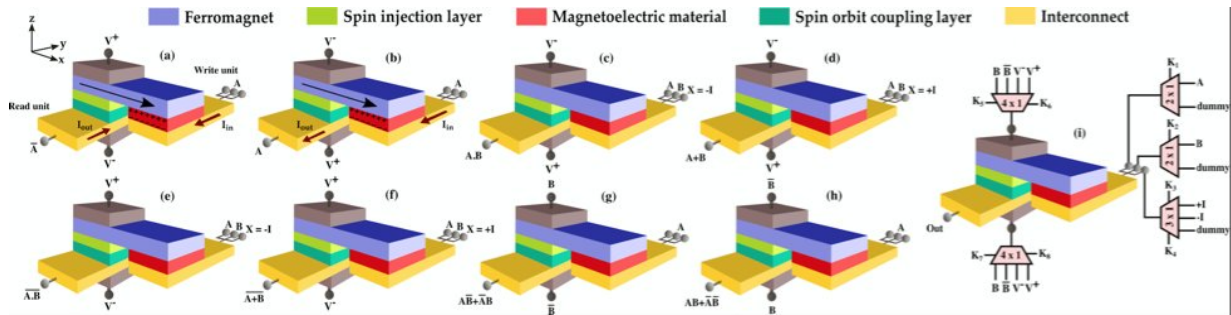 Ferromagnet Spin injection layer Magnetoelectric material Spin orbit coupling layer Interconnect
z
y
x
(a)
V⁺
Write unit
A
Read unit
I_out
I_in
A̅
V⁻
(b)
V⁻
A
I_out
I_in
A
V⁺
(c)
V⁻
A B X = -I
A.B
V⁺
(d)
V⁻
A B X = +I
A+B
V⁺
(e)
V⁺
A B X = -I
A̅.̅B̅
V⁻
(f)
V⁺
A B X = +I
A̅+̅B̅
V⁻
(g)
B
A
AB̅+A̅B
B̅
(h)
B̅
A
AB+A̅B̅
B
(i)
B B̅ V⁻ V⁺
K₅ 4 x 1 K₆
Out
K₇ 4 x 1 K₈
B B̅ V⁻ V⁺
K₁
2 x 1
A
dummy
K₂
2 x 1
B
dummy
K₃
3 x 1
+I
-I
dummy
K₄